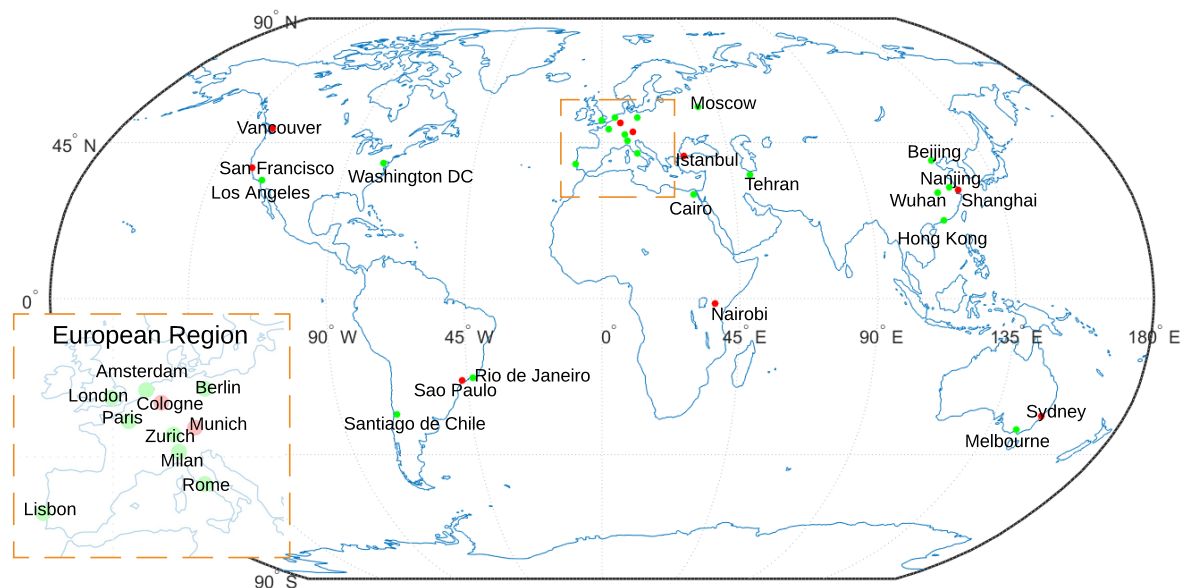 90° N
Moscow
Vancouver
45° N
Beijing
Istanbul
San Francisco
Washington DC
Nanjing
Tehran
Los Angeles
Wuhan
Shanghai
Cairo
Hong Kong
0°
Nairobi
European Region
90° W
45° W
0°
45° E
90° E
135° E
180° E
Amsterdam
Rio de Janeiro
London
Berlin
Sao Paulo
Cologne
Paris
Sydney
Munich
Santiago de Chile
Zurich
Melbourne
Milan
Rome
Lisbon
90° S